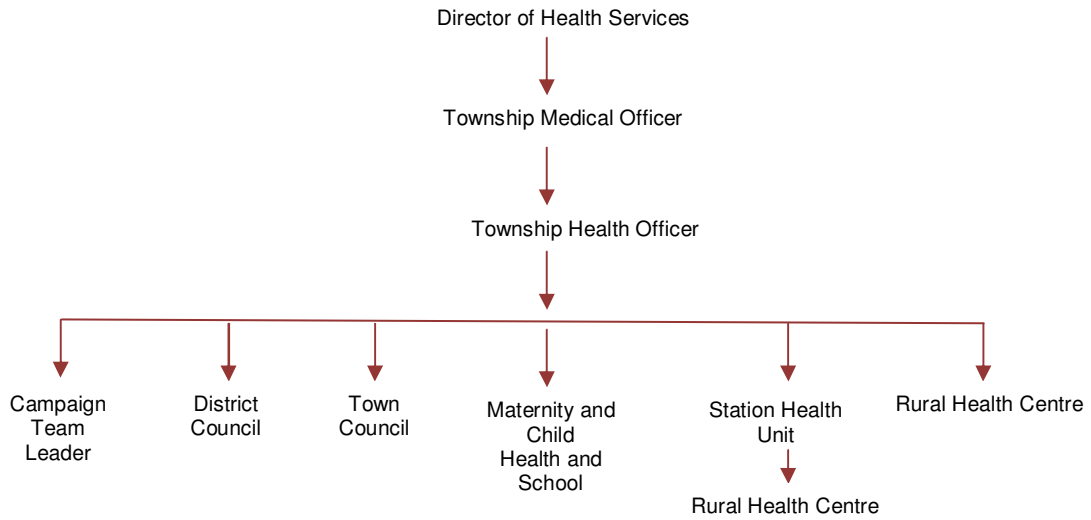 Director of Health Services
Township Medical Officer
Township Health Officer
Campaign
Team
Leader
District
Council
Town
Council
Maternity and
Child
Health and
School
Station Health
Unit
Rural Health Centre
Rural Health Centre